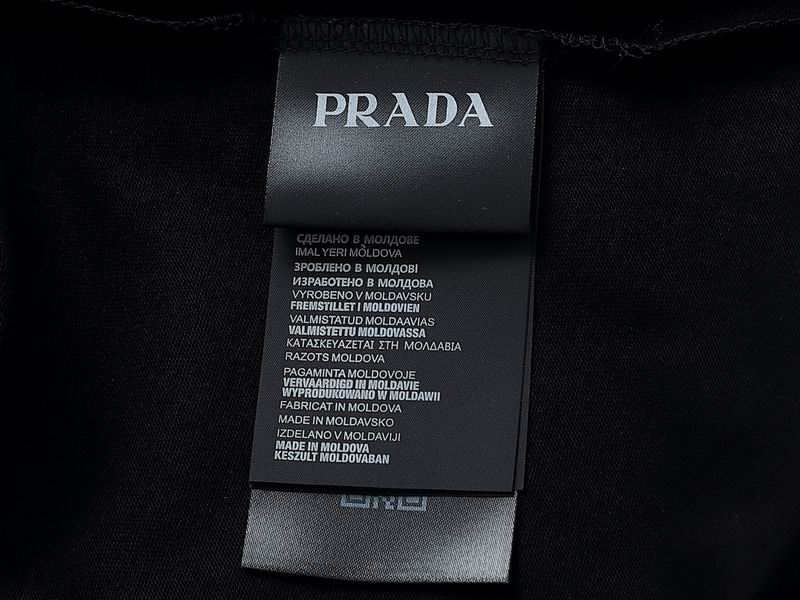 PRADA
СДЕЛАНО В МОЛДОВЕ
IMAL YERI MOLDOVA
ЗРОБЛЕНО В МОЛДОВІ
ИЗРАБОТЕНО В МОЛДОВА
VYROBENO V MOLDAVSKU
FREMSTILLET I MOLDOVIEN
VALMISTATUD MOLDAAVIAS
VALMISTETTU MOLDOVASSA
ΚΑΤΑΣΚΕΥΑΖΕΤΑΙ ΣΤΗ ΜΟΛΔΑΒΙΑ
RAZOTS MOLDOVA
PAGAMINTA MOLDOVOJE
VERVAARDIGD IN MOLDAVIE
WYPRODUKOWANO W MOLDAWII
FABRICAT IN MOLDOVA
MADE IN MOLDAVSKO
IZDELANO V MOLDAVIJI
MADE IN MOLDOVA
KESZULT MOLDOVABAN